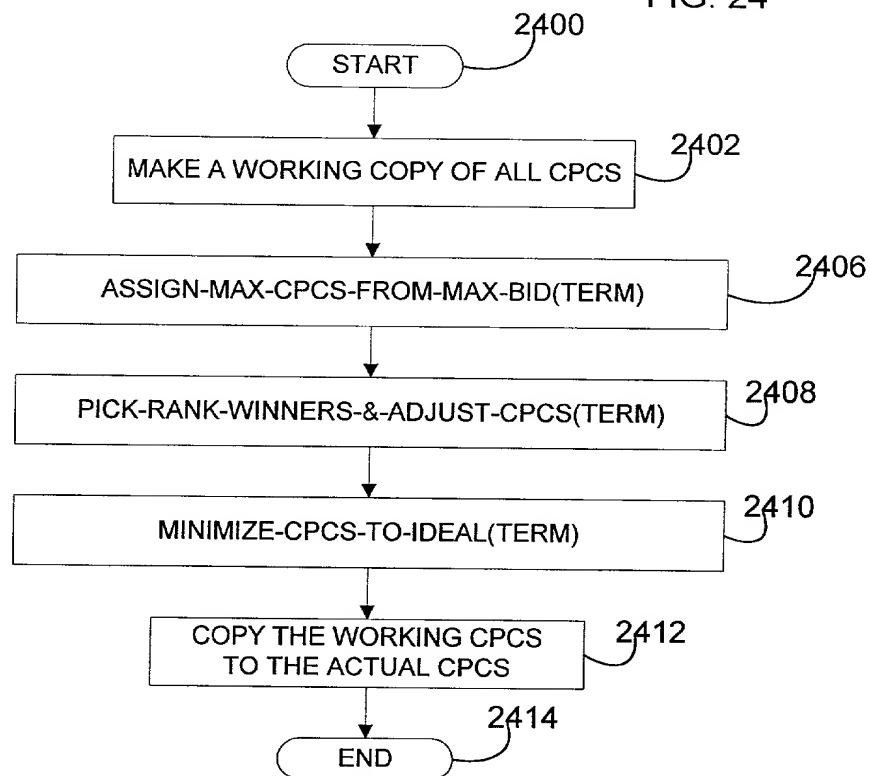 FIG. 24
2400
START
2402
MAKE A WORKING COPY OF ALL CPCS
2406
ASSIGN-MAX-CPCS-FROM-MAX-BID(TERM)
2408
PICK-RANK-WINNERS-&-ADJUST-CPCS(TERM)
2410
MINIMIZE-CPCS-TO-IDEAL(TERM)
2412
COPY THE WORKING CPCS
TO THE ACTUAL CPCS
2414
END